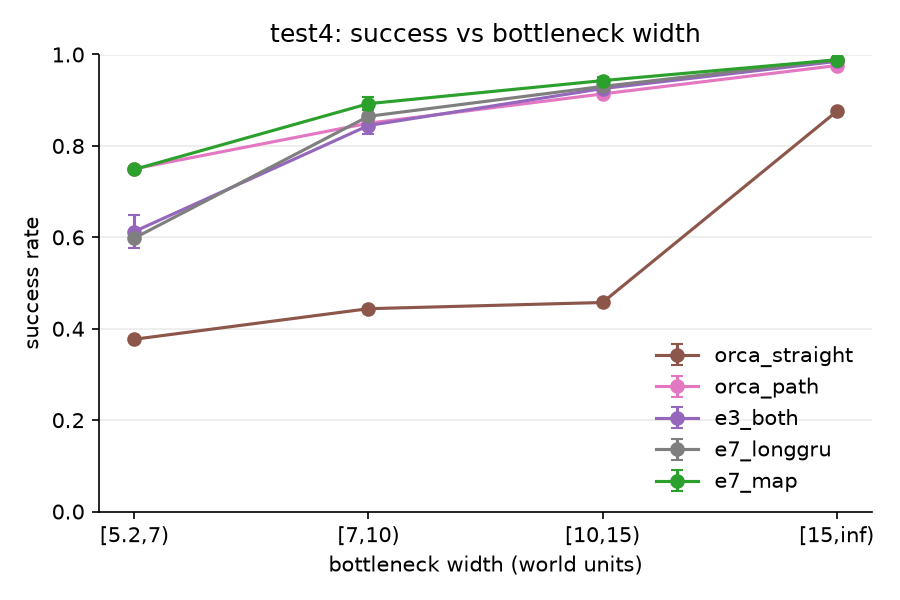 test4: success vs bottleneck width
1.0
0.8
0.6
0.4
0.2
0.0
success rate
orca_straight
orca_path
e3_both
e7_longgru
e7_map
[5.2,7)
[7,10)
[10,15)
[15,inf)
bottleneck width (world units)